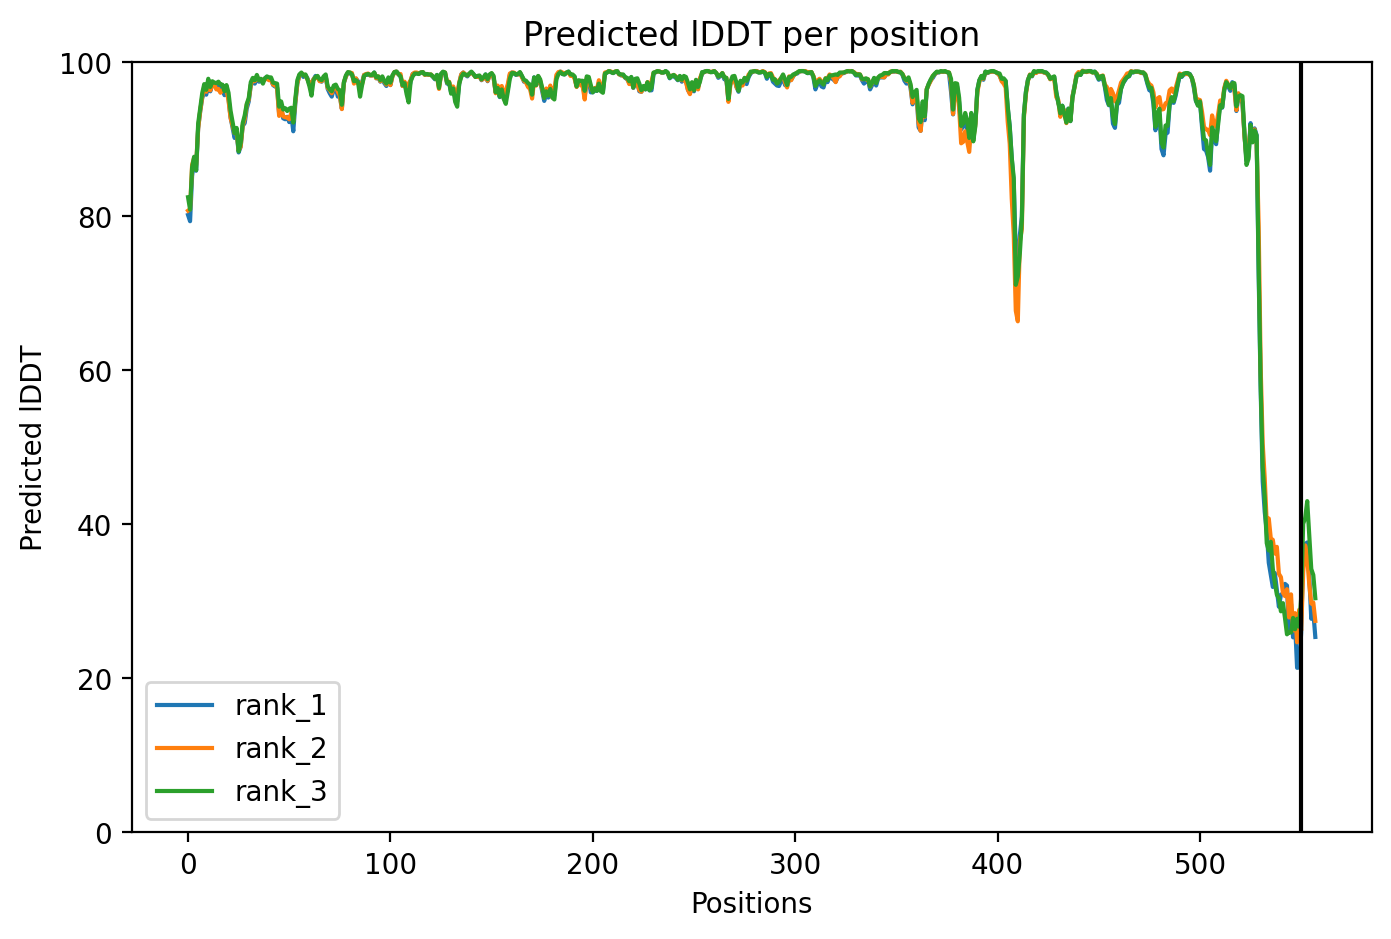 Predicted lDDT per position
Predicted lDDT
100
80
60
40
20
0
rank_1
rank_2
rank_3
0 100 200 300 400 500
Positions